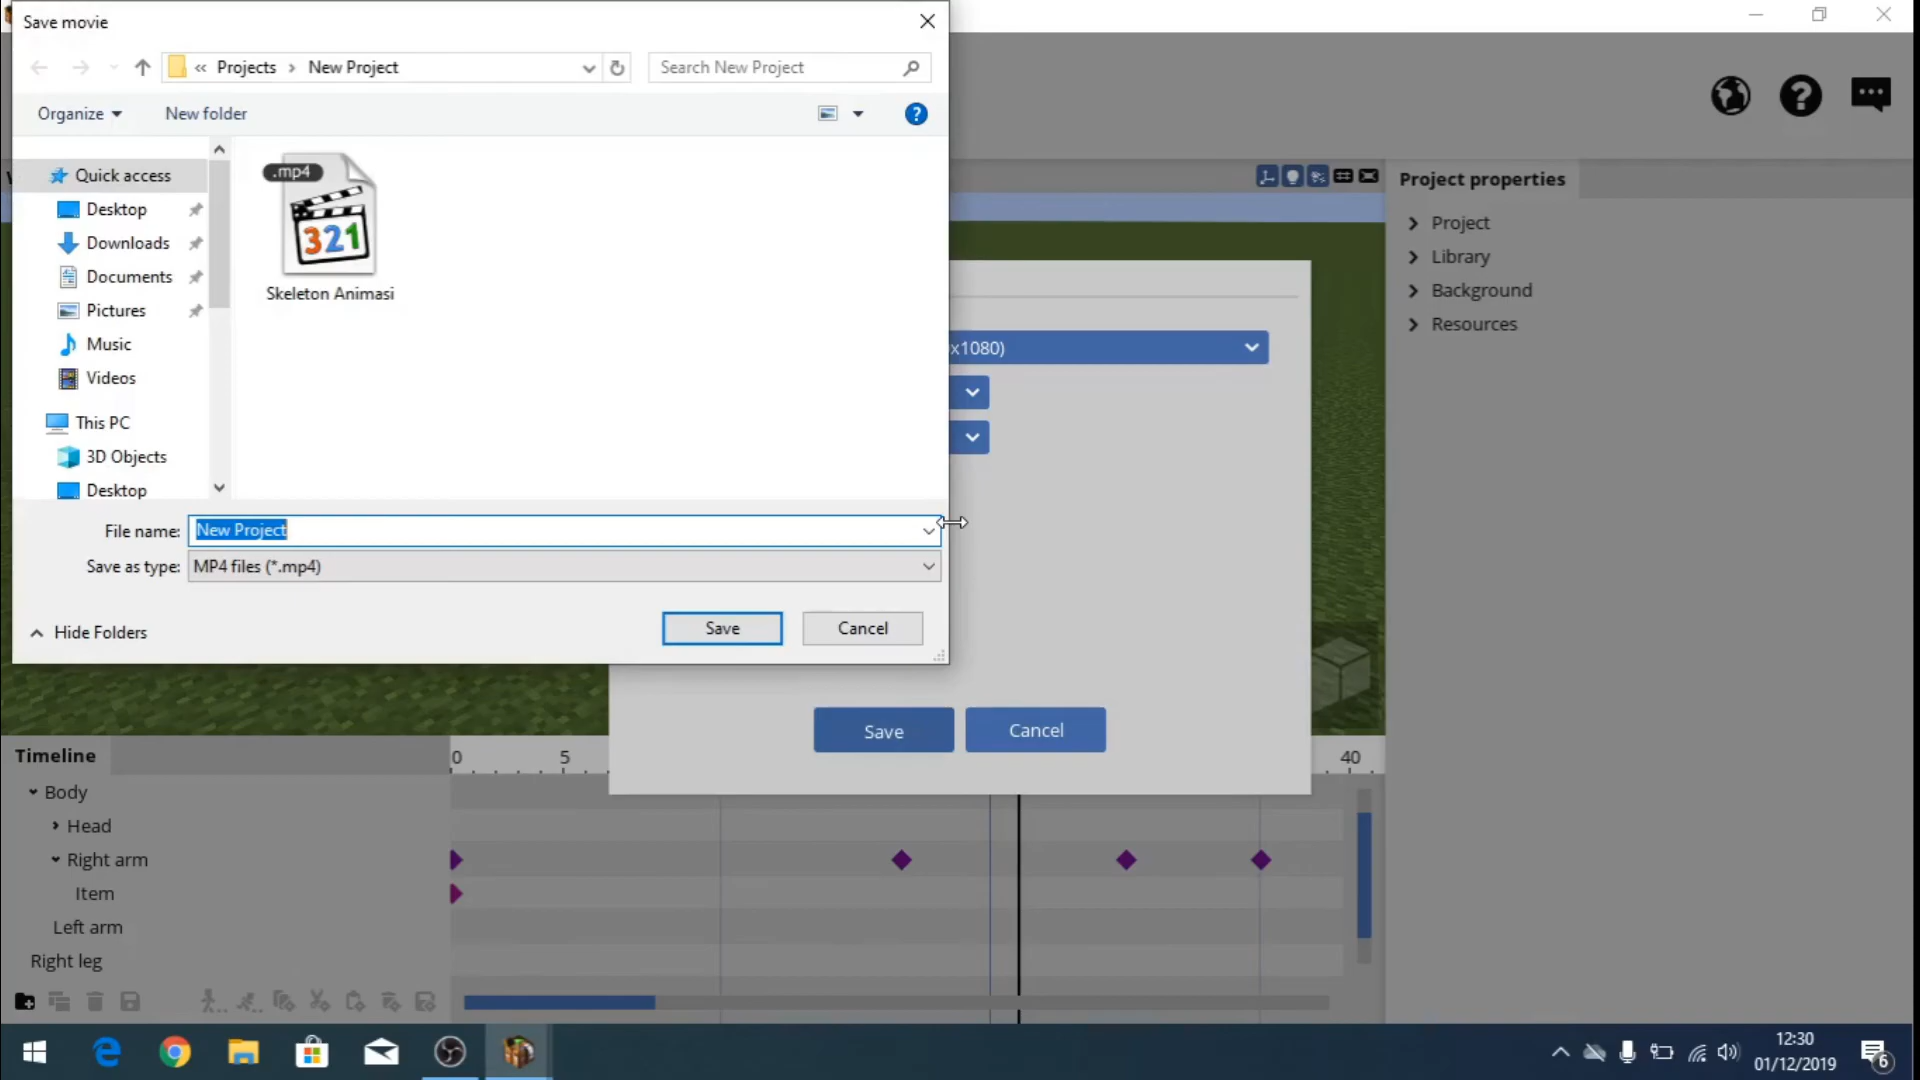 Save movie
« Projects > New Project
Search New Project
Organize
New folder
?
Quick access
Desktop
Downloads
Documents
Pictures
Music
Videos
This PC
3D Objects
Desktop
.mp4
321
Skeleton Animasi
File name: New Project
Save as type: MP4 files (*.mp4)
Hide Folders
Save
Cancel
x1080)
Save
Cancel
Project properties
Project
Library
Background
Resources
Timeline
0 5 40
Body
Head
Right arm
Item
Left arm
Right leg
12:30
01/12/2019
6